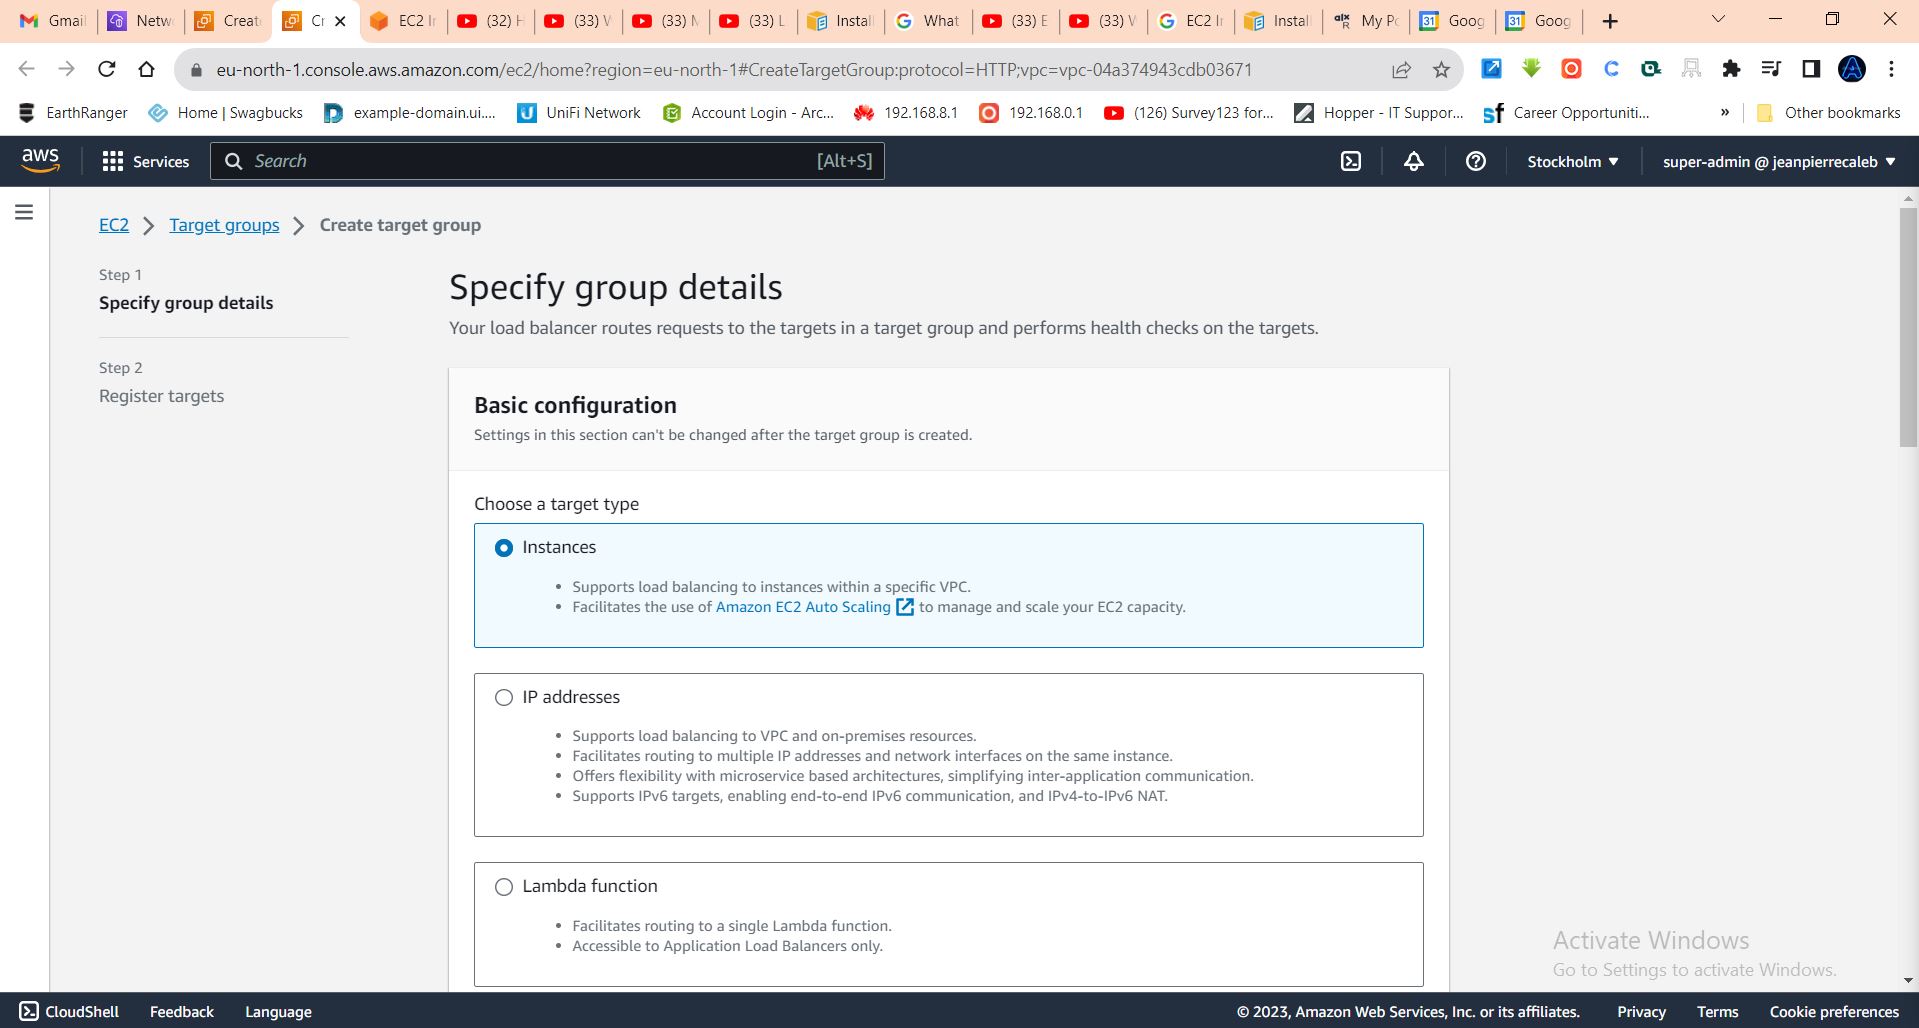 Gmail
Netw
Creat
Cr
EC2 I
(32) H
(33) V
(33) M
(33) L
Instal
What
(33) E
(33) V
EC2 I
Instal
My P
Goog
Goog
eu-north-1.console.aws.amazon.com/ec2/home?region=eu-north-1#CreateTargetGroup:protocol=HTTP;vpc=vpc-04a374943cdb03671
EarthRanger
Home | Swagbucks
example-domain.ui....
UniFi Network
Account Login - Arc...
192.168.8.1
192.168.0.1
(126) Survey123 for...
Hopper - IT Suppor...
Career Opportuniti...
»
Other bookmarks
aws
Services
Search
[Alt+S]
Stockholm
super-admin @ jeanpierrecaleb
EC2
Target groups
Create target group
Step 1
Specify group details
Step 2
Register targets
Specify group details
Your load balancer routes requests to the targets in a target group and performs health checks on the targets.
Basic configuration
Settings in this section can't be changed after the target group is created.
Choose a target type
Instances
• Supports load balancing to instances within a specific VPC.
• Facilitates the use of Amazon EC2 Auto Scaling to manage and scale your EC2 capacity.
IP addresses
• Supports load balancing to VPC and on-premises resources.
• Facilitates routing to multiple IP addresses and network interfaces on the same instance.
• Offers flexibility with microservice based architectures, simplifying inter-application communication.
• Supports IPv6 targets, enabling end-to-end IPv6 communication, and IPv4-to-IPv6 NAT.
Lambda function
• Facilitates routing to a single Lambda function.
• Accessible to Application Load Balancers only.
Activate Windows
Go to Settings to activate Windows.
CloudShell
Feedback
Language
© 2023, Amazon Web Services, Inc. or its affiliates.
Privacy
Terms
Cookie preferences